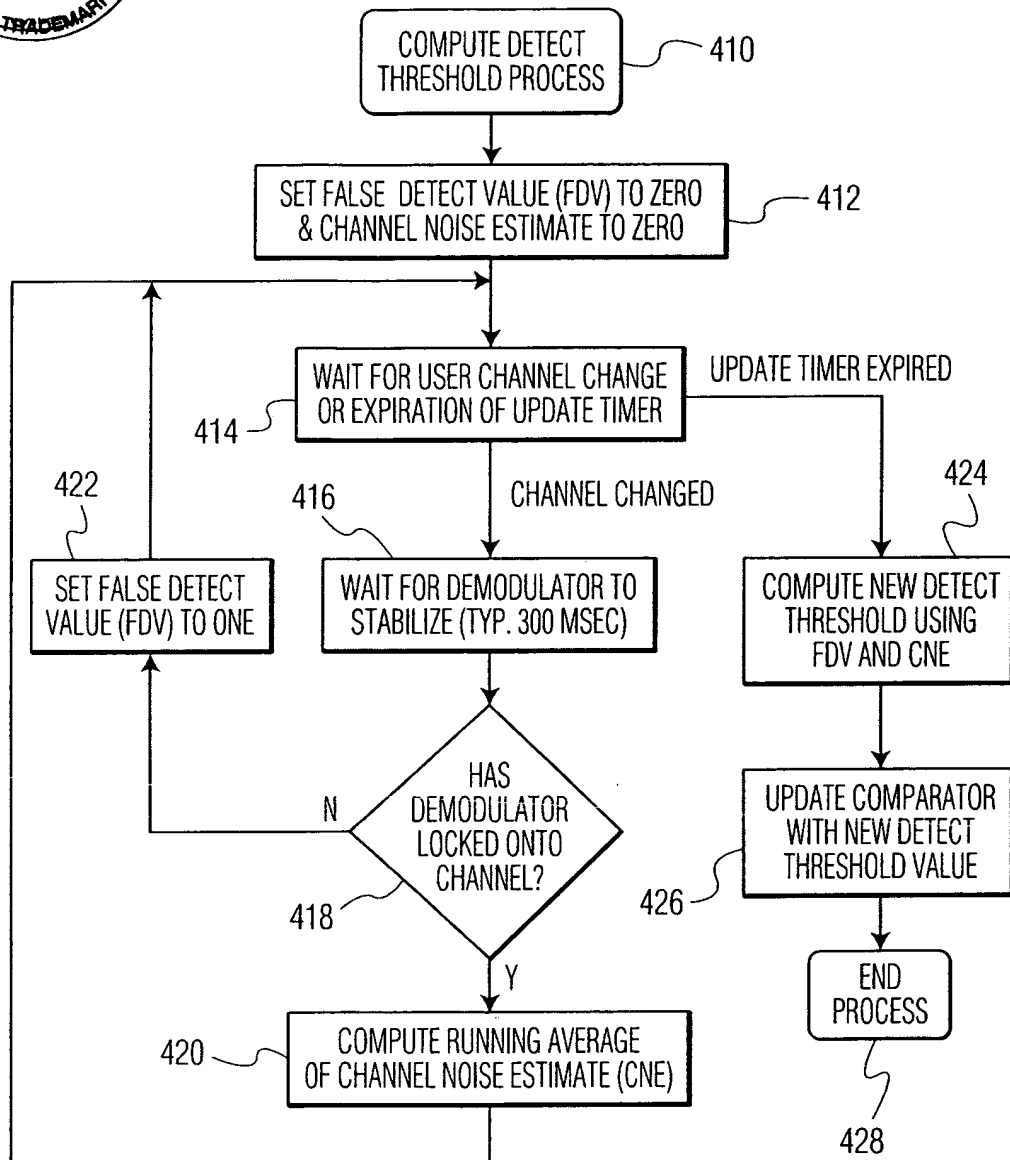 TRADEMARK
COMPUTE DETECT
THRESHOLD PROCESS
410
SET FALSE DETECT VALUE (FDV) TO ZERO
& CHANNEL NOISE ESTIMATE TO ZERO
412
WAIT FOR USER CHANNEL CHANGE
OR EXPIRATION OF UPDATE TIMER
414
UPDATE TIMER EXPIRED
CHANNEL CHANGED
422
SET FALSE DETECT
VALUE (FDV) TO ONE
416
WAIT FOR DEMODULATOR TO
STABILIZE (TYP. 300 MSEC)
424
COMPUTE NEW DETECT
THRESHOLD USING
FDV AND CNE
HAS
DEMODULATOR
LOCKED ONTO
CHANNEL?
N
418
Y
UPDATE COMPARATOR
WITH NEW DETECT
THRESHOLD VALUE
426
420
COMPUTE RUNNING AVERAGE
OF CHANNEL NOISE ESTIMATE (CNE)
END
PROCESS
428